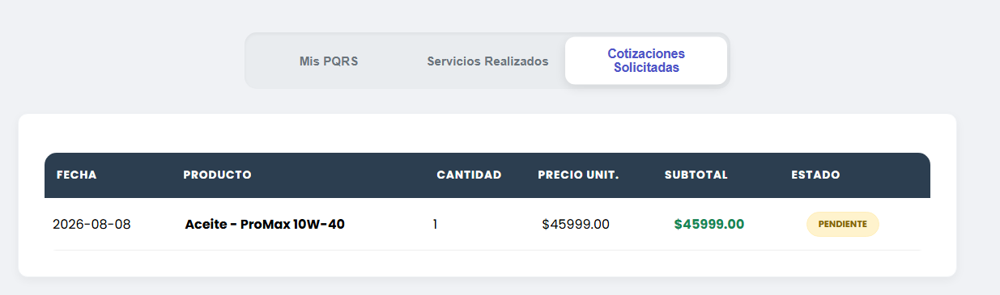 Mis PQRS
Servicios Realizados
Cotizaciones
Solicitadas
FECHA PRODUCTO CANTIDAD PRECIO UNIT. SUBTOTAL ESTADO
2026-08-08 Aceite - ProMax 10W-40 1 $45999.00 $45999.00 PENDIENTE